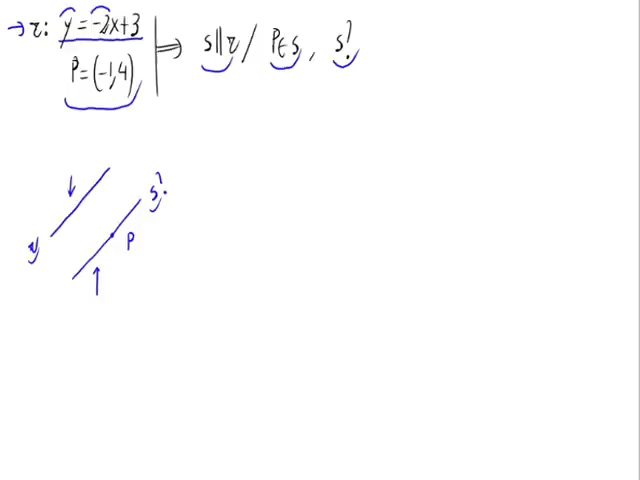 → r: y = -2x+3
P = (-1,4)
⇒ s∥r / P∈s, s?
s?
r
P